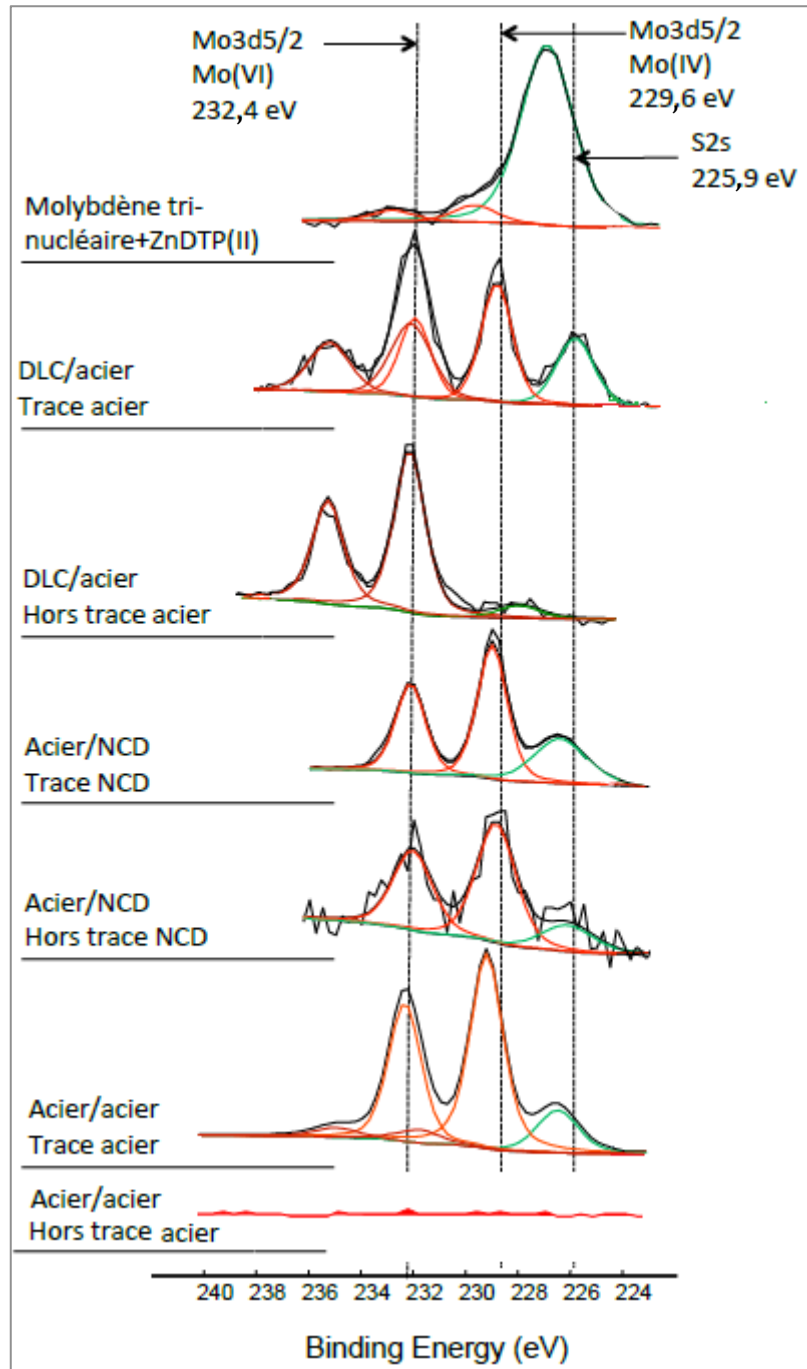 Mo3d5/2
Mo(VI)
232,4 eV
Mo3d5/2
Mo(IV)
229,6 eV
S2s
225,9 eV
Molybdène tri-
nucléaire+ZnDTP(II)
DLC/acier
Trace acier
DLC/acier
Hors trace acier
Acier/NCD
Trace NCD
Acier/NCD
Hors trace NCD
Acier/acier
Trace acier
Acier/acier
Hors trace acier
240 238 236 234 232 230 228 226 224
Binding Energy (eV)